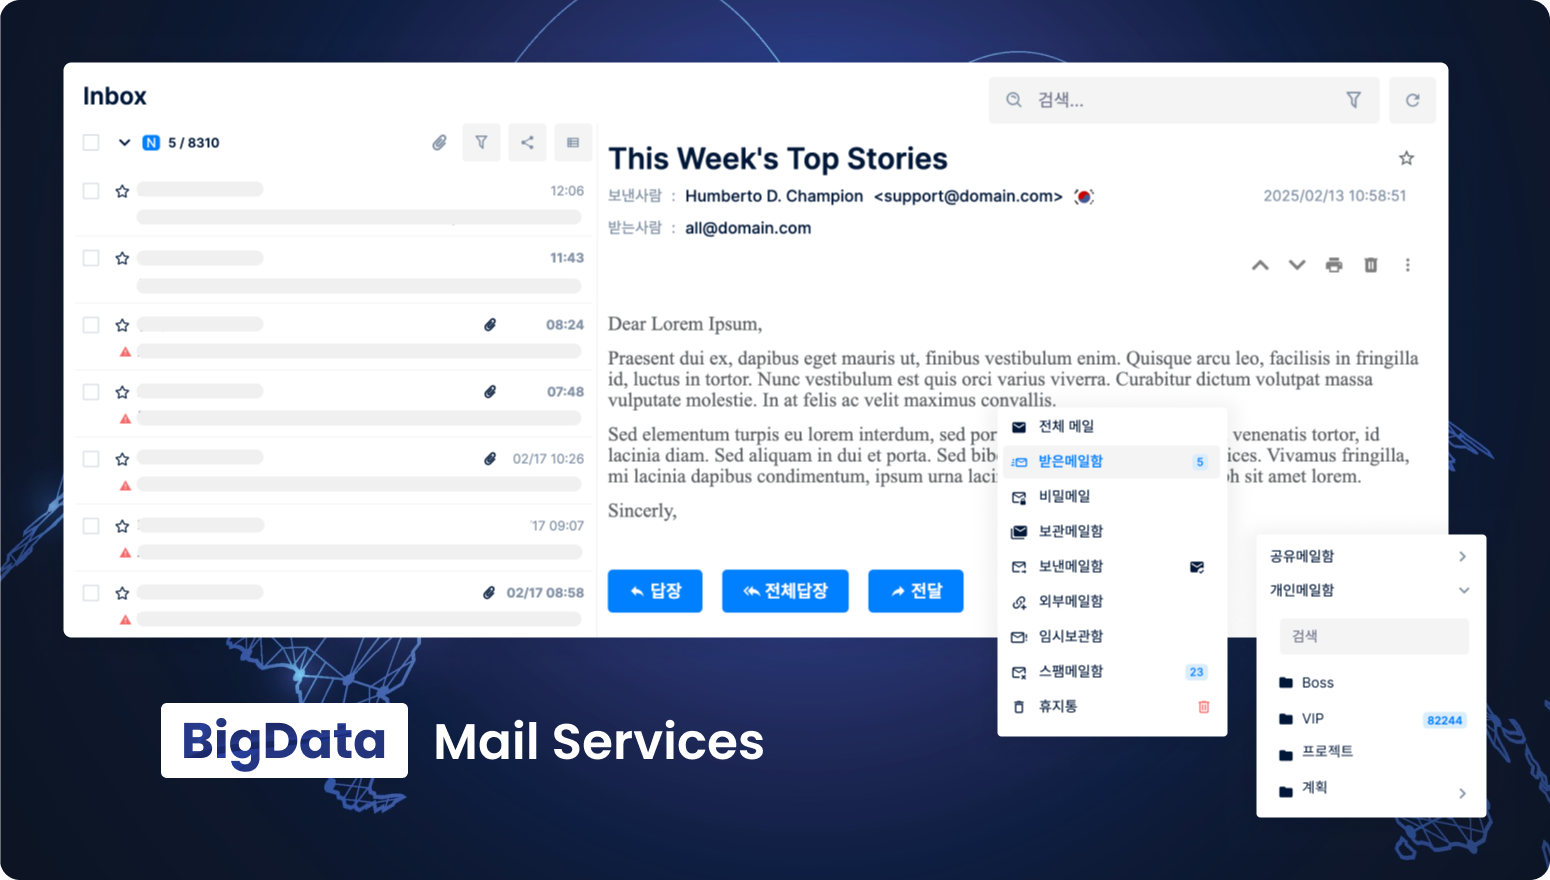 Inbox
검색...
N 5 / 8310
12:06
11:43
08:24
07:48
02/17 10:26
'17 09:07
02/17 08:58
This Week's Top Stories
보낸사람 : Humberto D. Champion <support@domain.com>
2025/02/13 10:58:51
받는사람 : all@domain.com
Dear Lorem Ipsum,
Praesent dui ex, dapibus eget mauris ut, finibus vestibulum enim. Quisque arcu leo, facilisis in fringilla
id, luctus in tortor. Nunc vestibulum est quis orci varius viverra. Curabitur dictum volutpat massa
vulputate molestie. In at felis ac velit maximus convallis.
Sed elementum turpis eu lorem interdum, sed por venenatis tortor, id
lacinia diam. Sed aliquam in dui et porta. Sed bib ices. Vivamus fringilla,
mi lacinia dapibus condimentum, ipsum urna laci h sit amet lorem.
Sincerely,
답장
전체답장
전달
전체 메일
받은메일함 5
비밀메일
보관메일함
보낸메일함
외부메일함
임시보관함
스팸메일함 23
휴지통
공유메일함
개인메일함
검색
Boss
VIP 82244
프로젝트
계획
BigData Mail Services